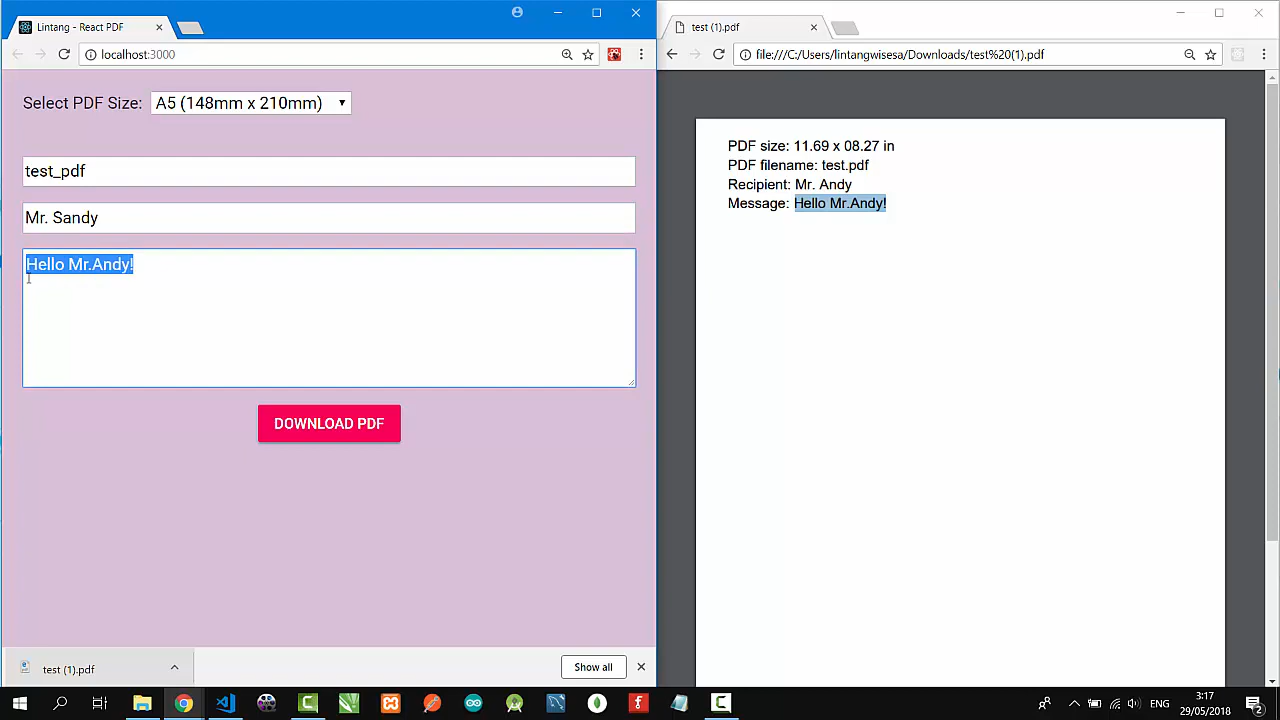 Lintang - React PDF
localhost:3000
Select PDF Size: A5 (148mm x 210mm)
test_pdf
Mr. Sandy
Hello Mr.Andy!
DOWNLOAD PDF
test (1).pdf
Show all
test (1).pdf
file:///C:/Users/lintangwisesa/Downloads/test%20(1).pdf
PDF size: 11.69 x 08.27 in
PDF filename: test.pdf
Recipient: Mr. Andy
Message: Hello Mr.Andy!
ENG
3:17
29/05/2018
2